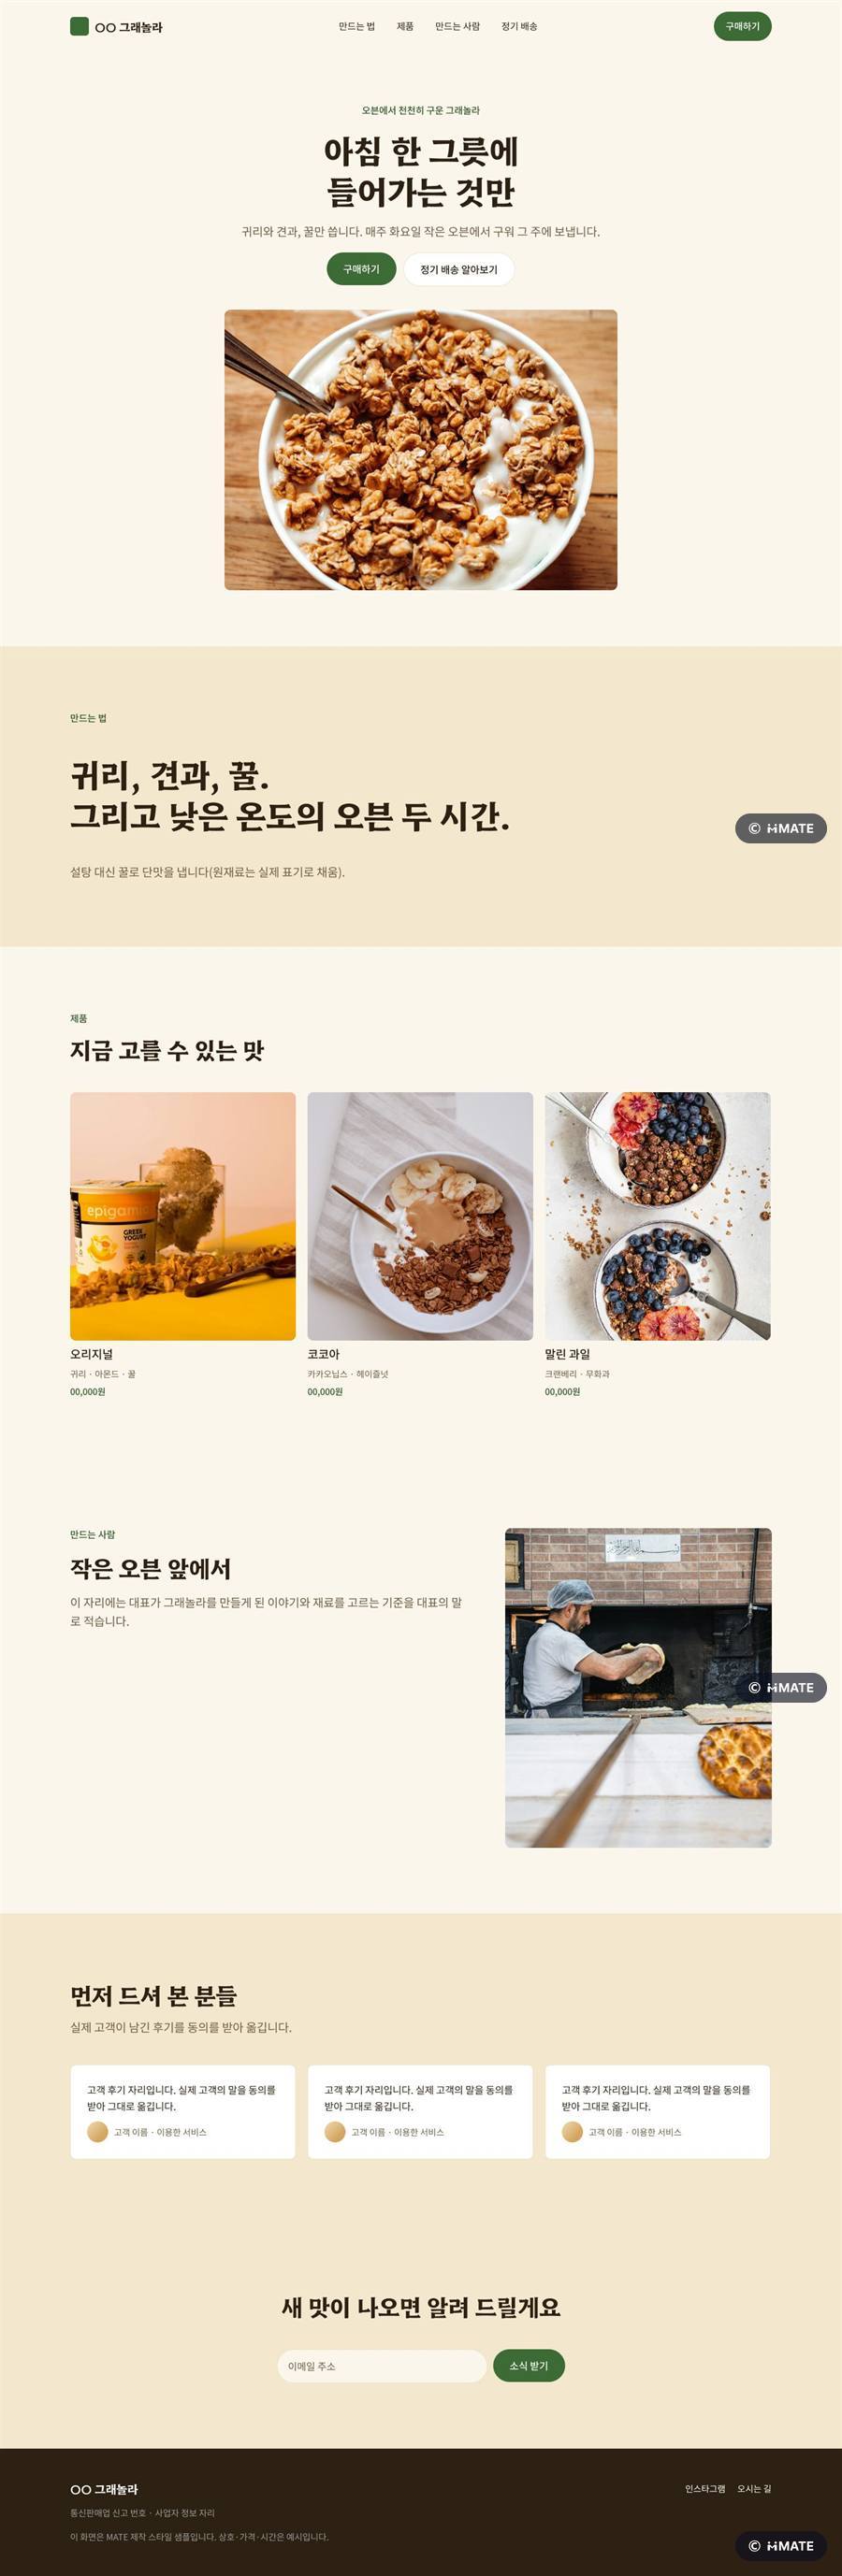 ○○ 그래놀라
만드는 법
제품
만드는 사람
정기 배송
구매하기
오븐에서 천천히 구운 그래놀라
아침 한 그릇에
들어가는 것만
귀리와 견과, 꿀만 씁니다. 매주 화요일 작은 오븐에서 구워 그 주에 보냅니다.
구매하기
정기 배송 알아보기
만드는 법
귀리, 견과, 꿀.
그리고 낮은 온도의 오븐 두 시간.
© MATE
설탕 대신 꿀로 단맛을 냅니다(원재료는 실제 표기로 채움).
제품
지금 고를 수 있는 맛
epigamia
GREEK
YOGURT
오리지널
귀리 · 아몬드 · 꿀
00,000원
코코아
카카오닙스 · 헤이즐넛
00,000원
말린 과일
크랜베리 · 무화과
00,000원
만드는 사람
작은 오븐 앞에서
이 자리에는 대표가 그래놀라를 만들게 된 이야기와 재료를 고르는 기준을 대표의 말
로 적습니다.
© MATE
먼저 드셔 본 분들
실제 고객이 남긴 후기를 동의를 받아 옮깁니다.
고객 후기 자리입니다. 실제 고객의 말을 동의를
받아 그대로 옮깁니다.
고객 이름 · 이용한 서비스
고객 후기 자리입니다. 실제 고객의 말을 동의를
받아 그대로 옮깁니다.
고객 이름 · 이용한 서비스
고객 후기 자리입니다. 실제 고객의 말을 동의를
받아 그대로 옮깁니다.
고객 이름 · 이용한 서비스
새 맛이 나오면 알려 드릴게요
이메일 주소
소식 받기
○○ 그래놀라
인스타그램
오시는 길
통신판매업 신고 번호 · 사업자 정보 자리
이 화면은 MATE 제작 스타일 샘플입니다. 상호·가격·시간은 예시입니다.
© MATE